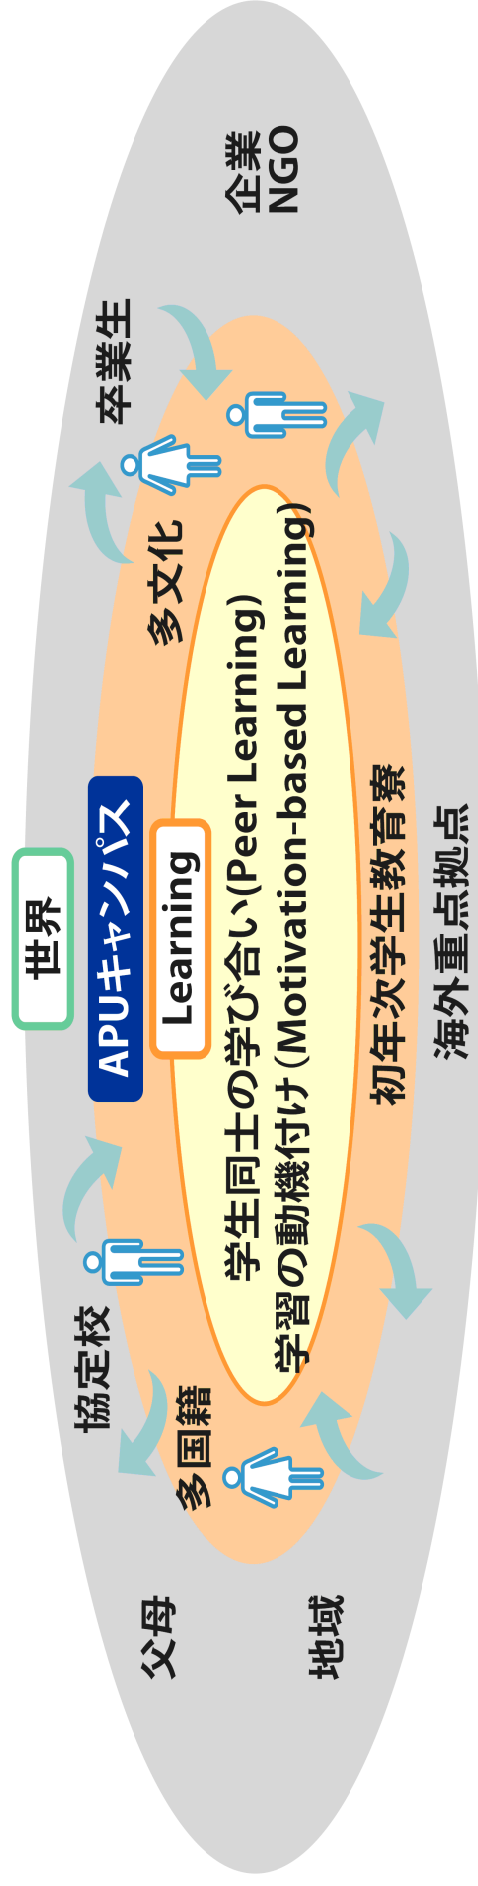 世界
APUキャンパス
Learning
学生同士の学び合い(Peer Learning)
学習の動機付け（Motivation-based Learning)
初年次学生教育寮
海外重点拠点
協定校
卒業生
多国籍
多文化
父母
地域
企業
NGO